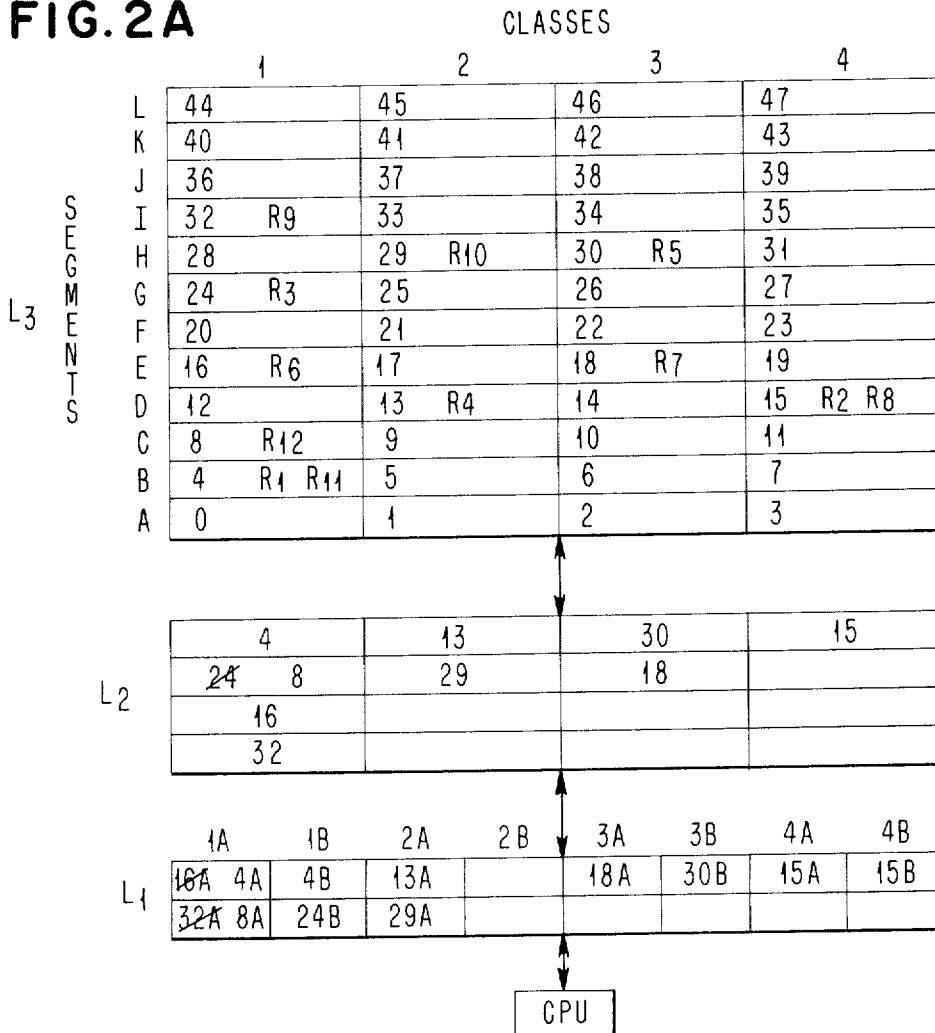 FIG. 2A
CLASSES
1 2 3 4
L 44 45 46 47
K 40 41 42 43
J 36 37 38 39
I 32 R9 33 34 35
H 28 29 R10 30 R5 31
G 24 R3 25 26 27
F 20 21 22 23
E 16 R6 17 18 R7 19
D 12 13 R4 14 15 R2 R8
C 8 R12 9 10 11
B 4 R1 R11 5 6 7
A 0 1 2 3
L3
SEGMENTS
4 13 30 15
24 8 29 18
L2
16
32
1A 1B 2A 2B 3A 3B 4A 4B
L1
16A 4A 4B 13A 18A 30B 15A 15B
32A 8A 24B 29A
CPU